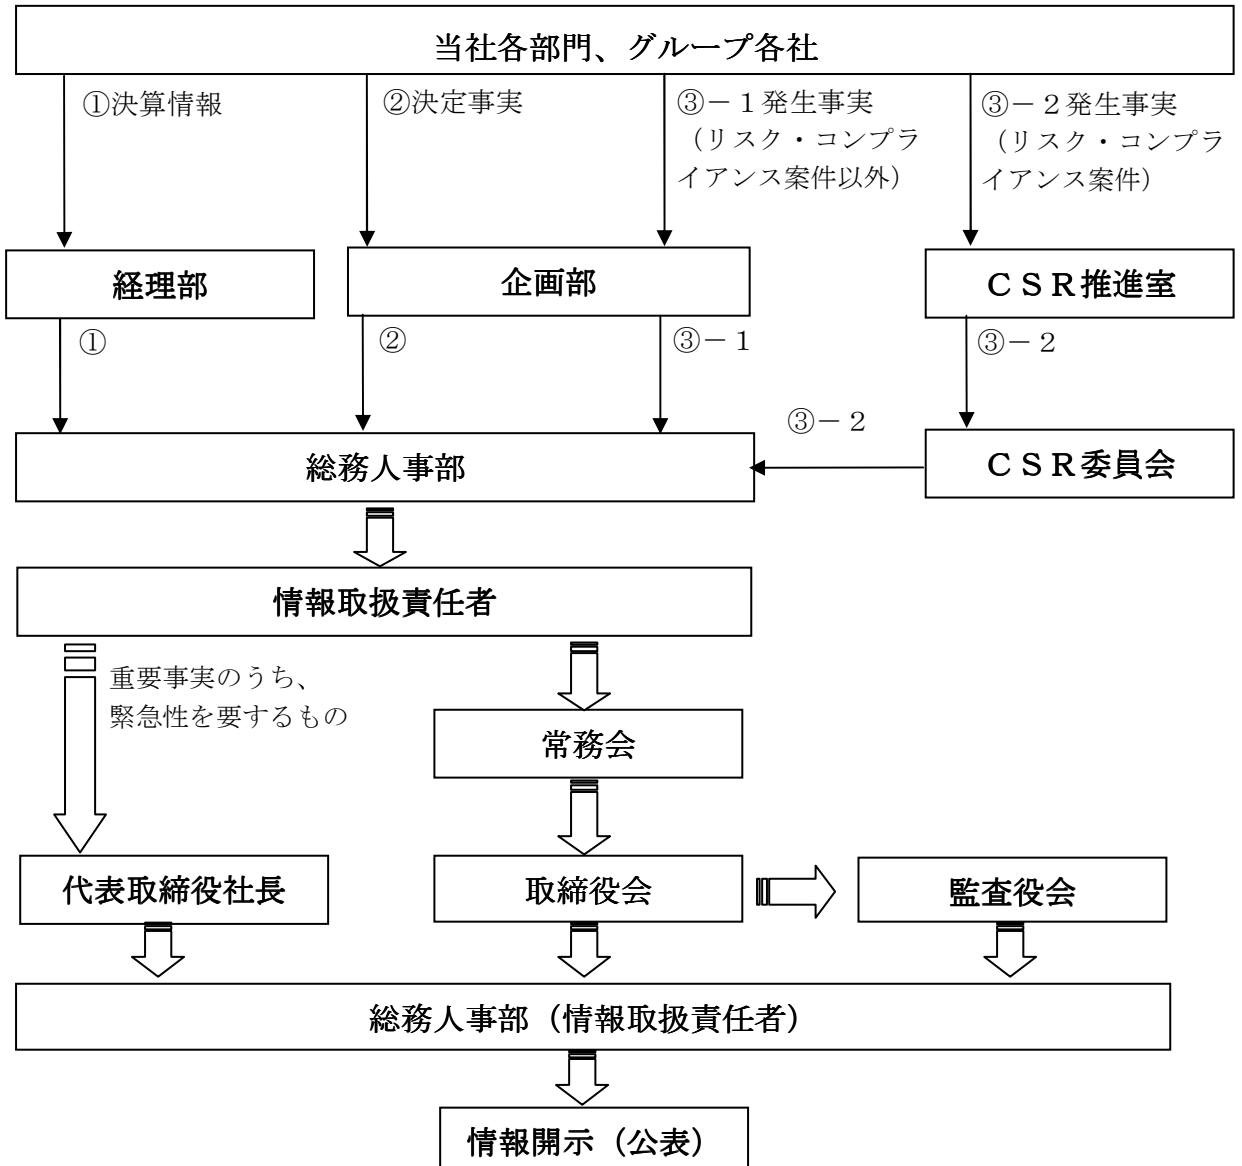 当社各部門、グループ各社
①決算情報
②決定事実
③－１発生事実
（リスク・コンプラ
イアンス案件以外）
③－２発生事実
（リスク・コンプラ
イアンス案件）
経理部
企画部
ＣＳＲ推進室
①
②
③－１
③－２
③－２
総務人事部
ＣＳＲ委員会
情報取扱責任者
重要事実のうち、
緊急性を要するもの
常務会
代表取締役社長
取締役会
監査役会
総務人事部（情報取扱責任者）
情報開示（公表）